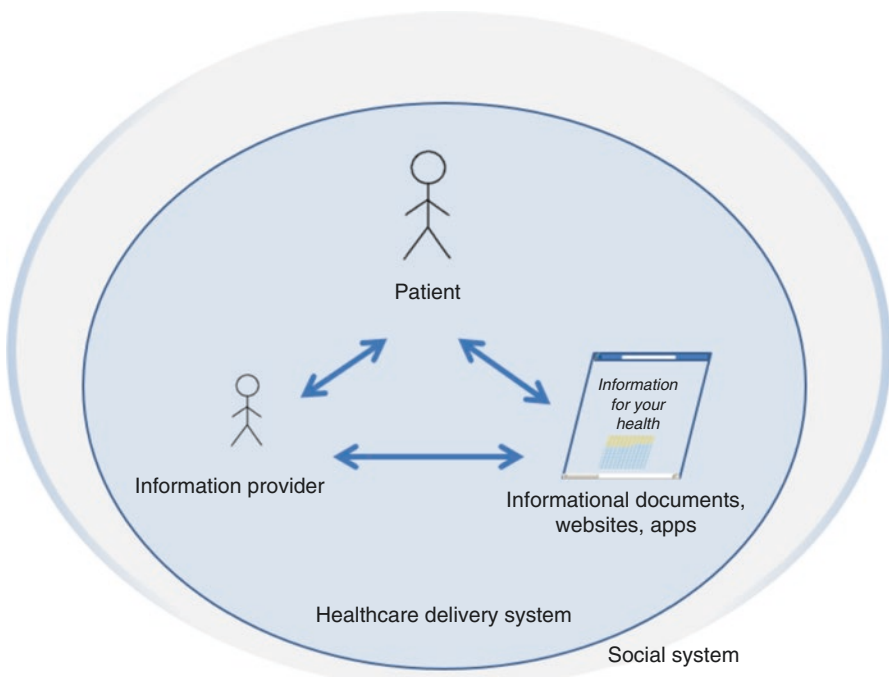 Patient
Information
for your
health
Information provider
Informational documents,
websites, apps
Healthcare delivery system
Social system